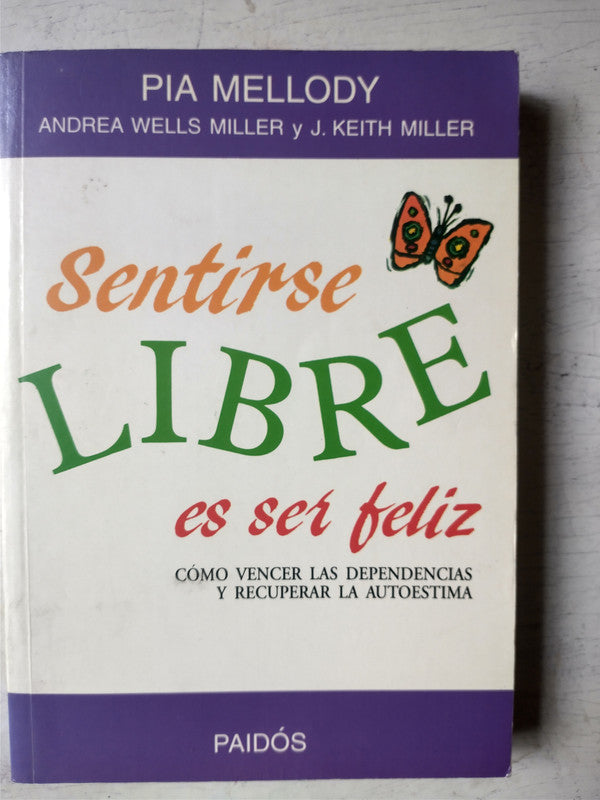 PIA MELLODY
ANDREA WELLS MILLER y J. KEITH MILLER
Sentirse
LIBRE
es ser feliz
CÓMO VENCER LAS DEPENDENCIAS
Y RECUPERAR LA AUTOESTIMA
PAIDÓS